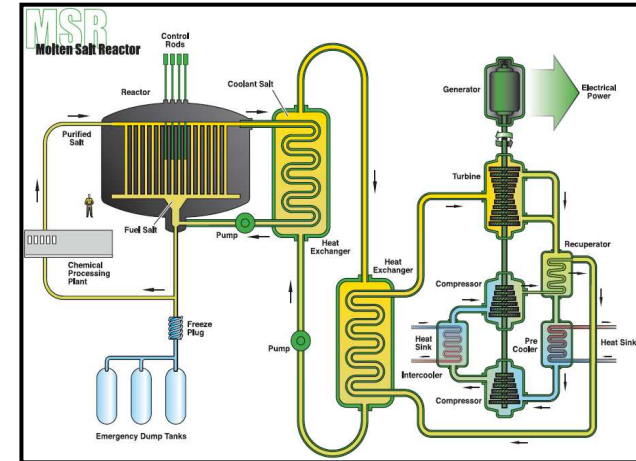 MSR
Molten Salt Reactor
Control
Rods
Reactor
Coolant Salt
Purified
Salt
Fuel Salt
Pump
Heat
Exchanger
Chemical
Processing
Plant
Freeze
Plug
Pump
Emergency Dump Tanks
Heat
Exchanger
Generator
Electrical
Power
Turbine
Recuperator
Compressor
Heat
Sink
Intercooler
Pre
Cooler
Heat Sink
Compressor